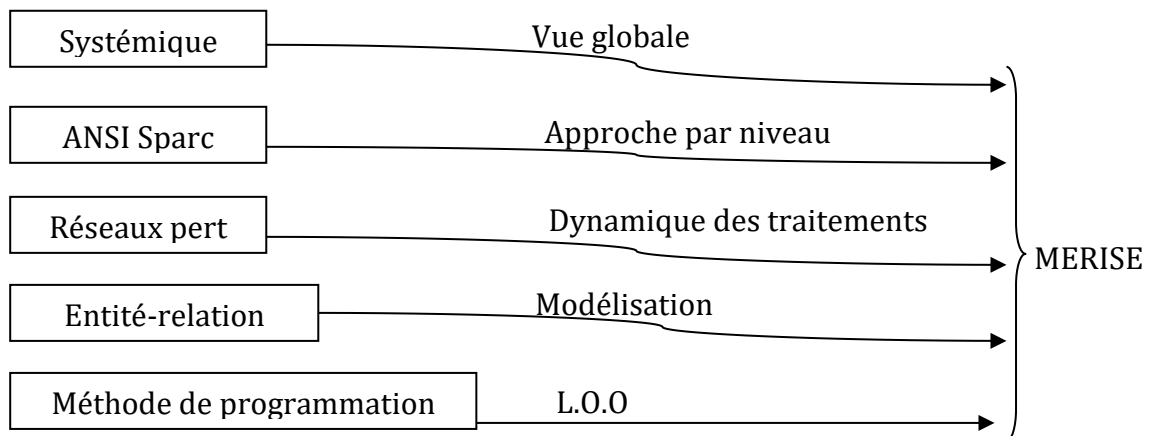 Systémique
Vue globale
ANSI Sparc
Approche par niveau
Réseaux pert
Dynamique des traitements
MERISE
Entité-relation
Modélisation
Méthode de programmation
L.O.O